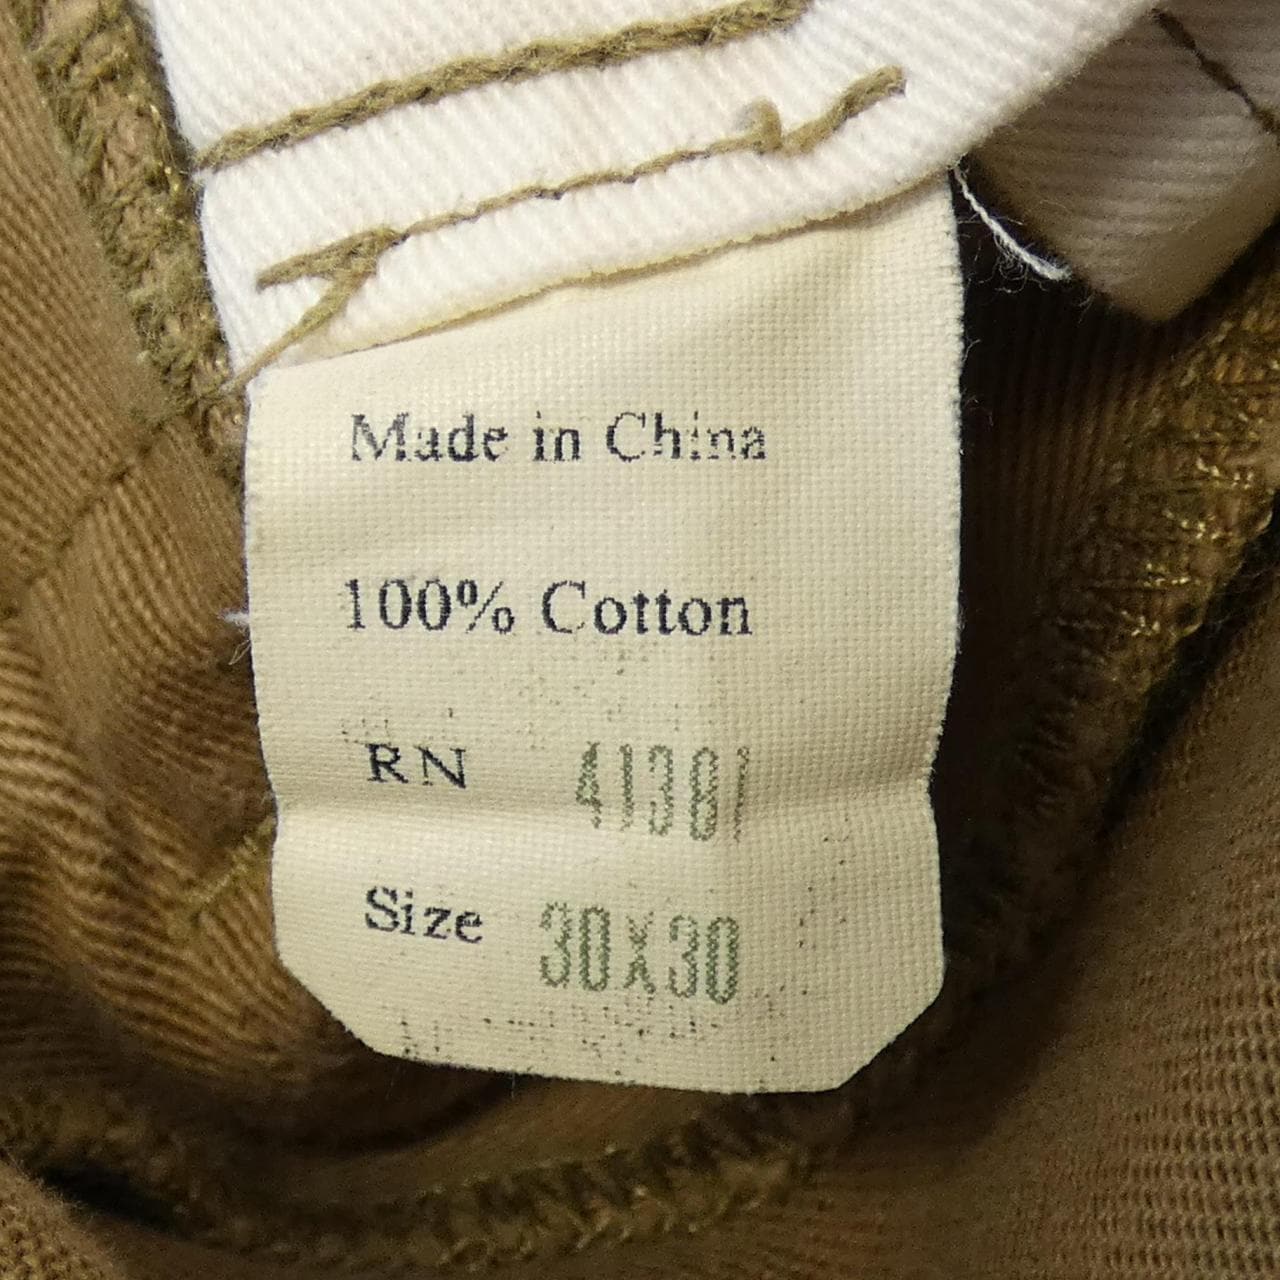 Made in China
100% Cotton
RN 41381
Size 30X30